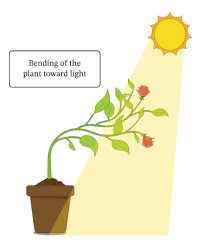 Bending of the
plant toward light